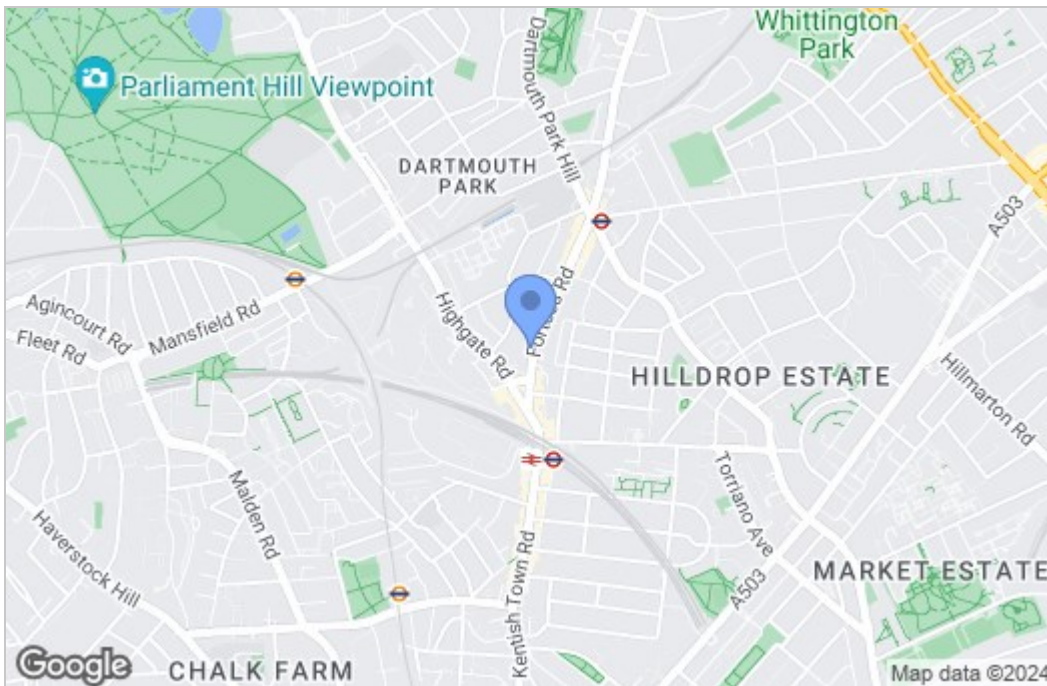 Whittington
Park
Parliament Hill Viewpoint
Dartmouth Park Hill
DARTMOUTH
PARK
A503
Agincourt Rd
Mansfield Rd
Fleet Rd
Highgate Rd
Rd
HILLDROP ESTATE
Hillmarton Rd
Malden Rd
Torriano Ave
Haverstock Hill
Kentish Town Rd
A503
MARKET ESTATE
CHALK FARM
Google
Map data ©2024